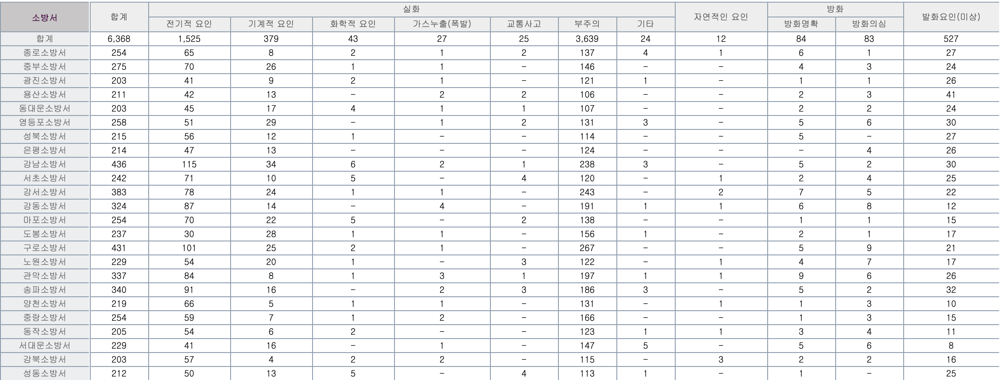 소방서 합계 실화 자연적인 요인 방화 발화요인(미상)
전기적 요인 기계적 요인 화학적 요인 가스누출(폭발) 교통사고 부주의 기타 방화명확 방화의심
합계 6,368 1,525 379 43 27 25 3,639 24 12 84 83 527
종로소방서 254 65 8 2 1 2 137 4 1 6 1 27
중부소방서 275 70 26 1 1 - 146 - - 4 3 24
광진소방서 203 41 9 2 1 - 121 1 - 1 1 26
용산소방서 211 42 13 - 2 2 106 - - 2 3 41
동대문소방서 203 45 17 4 1 1 107 - - 2 2 24
영등포소방서 258 51 29 - 1 2 131 3 - 5 6 30
성북소방서 215 56 12 1 - - 114 - - 5 - 27
은평소방서 214 47 13 - - - 124 - - - 4 26
강남소방서 436 115 34 6 2 1 238 3 - 5 2 30
서초소방서 242 71 10 5 - 4 120 - 1 2 4 25
강서소방서 383 78 24 1 1 - 243 - 2 7 5 22
강동소방서 324 87 14 - 4 - 191 1 1 6 8 12
마포소방서 254 70 22 5 - 2 138 - - 1 1 15
도봉소방서 237 30 28 1 1 - 156 1 - 2 1 17
구로소방서 431 101 25 2 1 - 267 - - 5 9 21
노원소방서 229 54 20 1 - 3 122 - 1 4 7 17
관악소방서 337 84 8 1 3 1 197 1 1 9 6 26
송파소방서 340 91 16 - 2 3 186 3 - 5 2 32
양천소방서 219 66 5 1 1 - 131 - 1 1 3 10
중랑소방서 254 59 7 1 2 - 166 - - 1 3 15
동작소방서 205 54 6 2 - - 123 1 1 3 4 11
서대문소방서 229 41 16 - 1 - 147 5 - 5 6 8
강북소방서 203 57 4 2 2 - 115 - 3 2 2 16
성동소방서 212 50 13 5 - 4 113 1 - 1 - 25